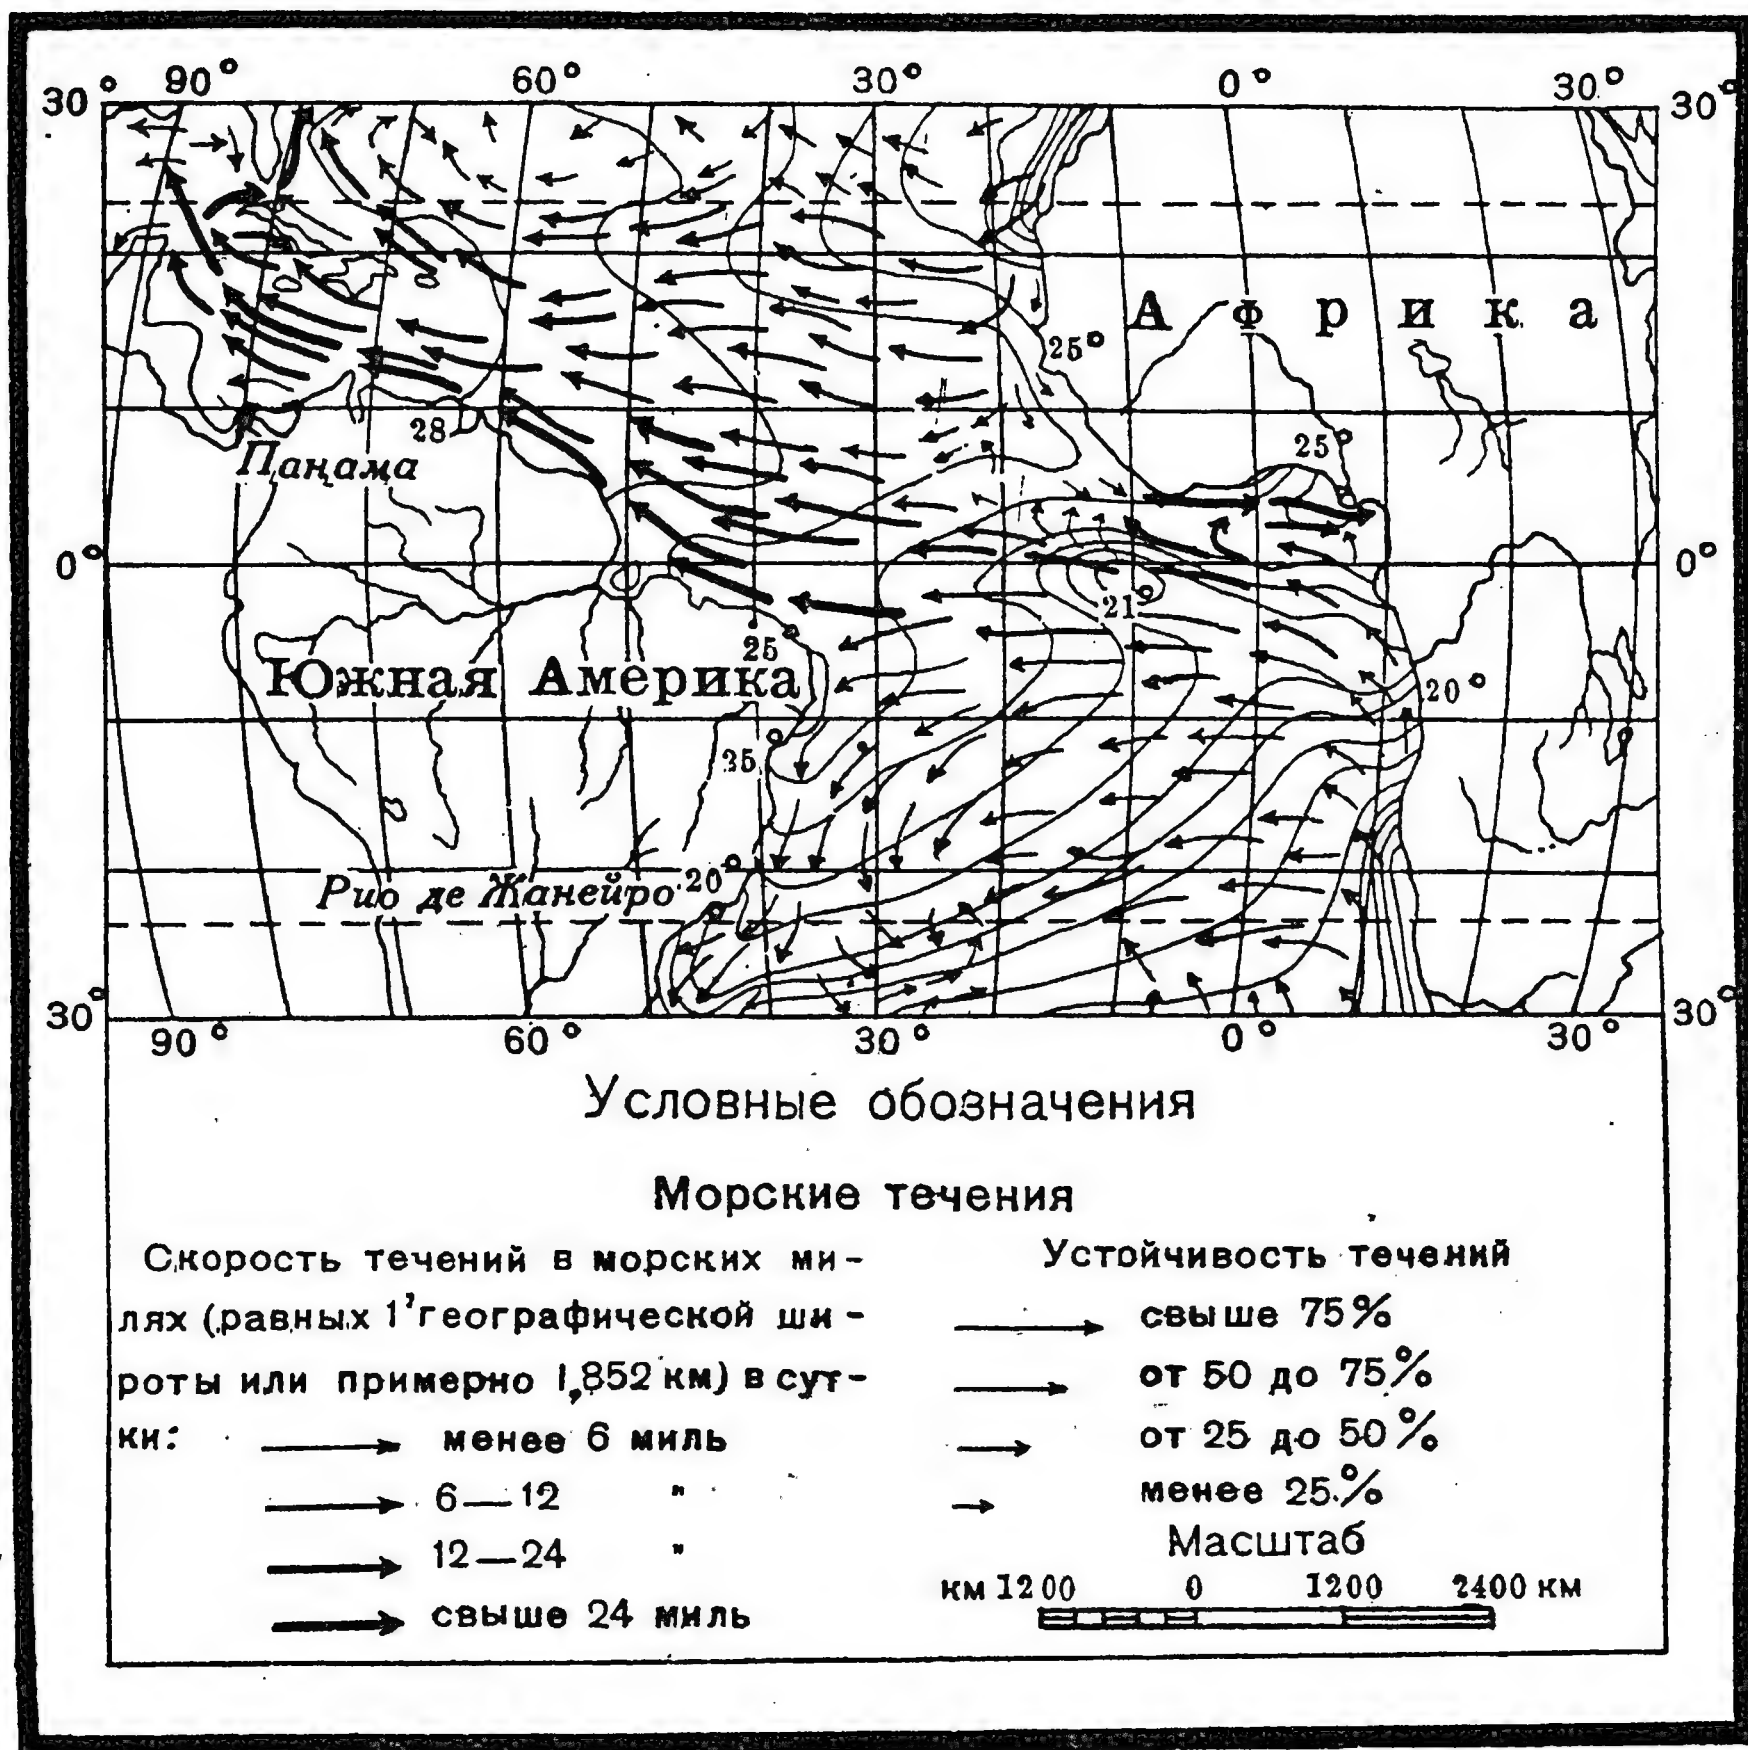 90° 60° 30° 0° 30°
30° 30°
Африка
25°
28
25°
Панама
0° 0°
21°
25°
Южная Америка
20°
25°
20°
Рио де Жанейро
30° 30°
90° 60° 30° 0° 30°
Условные обозначения
Морские течения
Скорость течений в морских ми-
лях (равных 1' географической ши-
роты или примерно 1,852 км) в сут-
ки: менее 6 миль
6—12 "
12—24 "
свыше 24 миль
Устойчивость течений
свыше 75%
от 50 до 75%
от 25 до 50%
менее 25%
Масштаб
км 1200 0 1200 2400 км